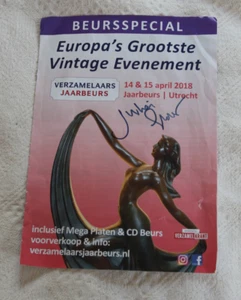 BEURSSPECIAL
Europa's Grootste
Vintage Evenement
VERZAMELAARS
JAARBEURS
14 & 15 april 2018
Jaarbeurs | Utrecht
inclusief Mega Platen & CD Beurs
voorverkoop & info:
verzamelaarsjaarbeurs.nl